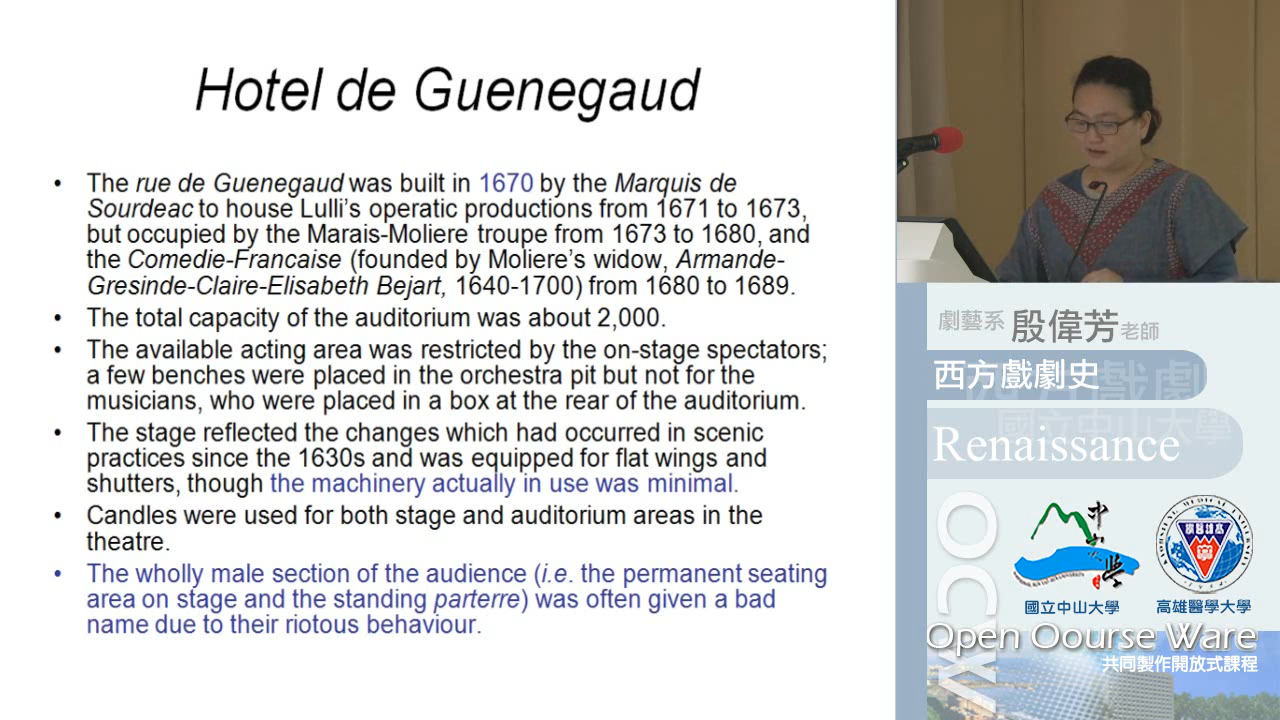 Hotel de Guenegaud
• The rue de Guenegaud was built in 1670 by the Marquis de
Sourdeac to house Lulli's operatic productions from 1671 to 1673,
but occupied by the Marais-Moliere troupe from 1673 to 1680, and
the Comedie-Francaise (founded by Moliere's widow, Armande-
Gresinde-Claire-Elisabeth Bejart, 1640-1700) from 1680 to 1689.
• The total capacity of the auditorium was about 2,000.
• The available acting area was restricted by the on-stage spectators;
a few benches were placed in the orchestra pit but not for the
musicians, who were placed in a box at the rear of the auditorium.
• The stage reflected the changes which had occurred in scenic
practices since the 1630s and was equipped for flat wings and
shutters, though the machinery actually in use was minimal.
• Candles were used for both stage and auditorium areas in the
theatre.
• The wholly male section of the audience (i.e. the permanent seating
area on stage and the standing parterre) was often given a bad
name due to their riotous behaviour.
劇藝系 殷偉芳老師
西方戲劇史
國立中山大學
Renaissance
OCW
國立中山大學
高雄醫學大學
Open Oourse Ware
共同製作開放式課程